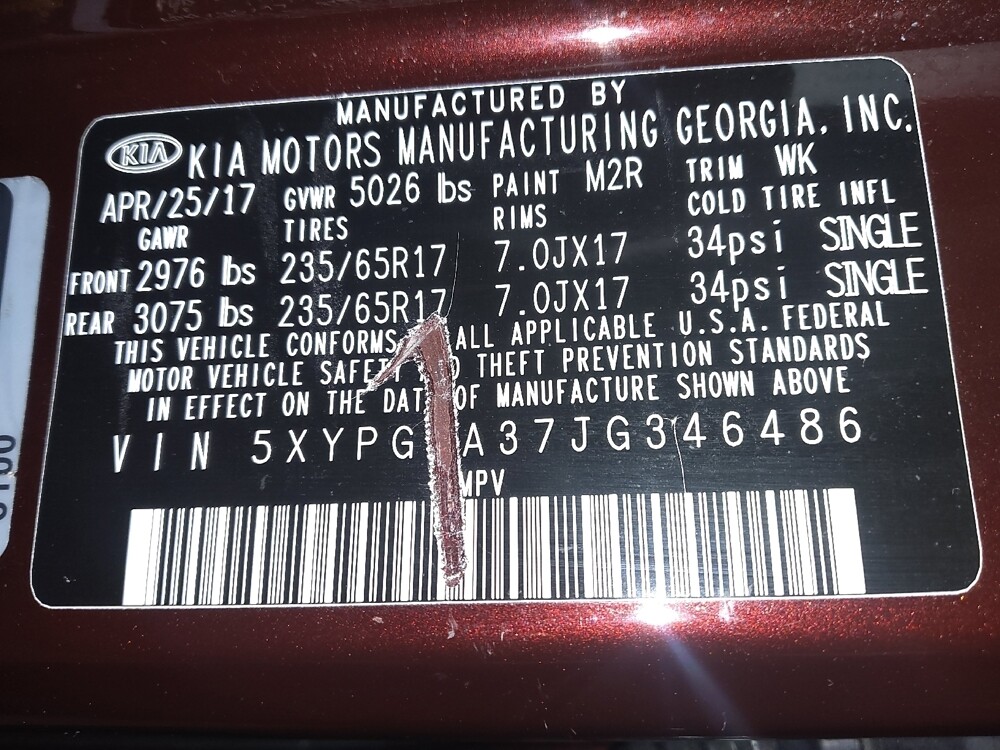 MANUFACTURED BY
KIA KIA MOTORS MANUFACTURING GEORGIA, INC.
APR/25/17 GVWR 5026 lbs PAINT M2R TRIM WK
GAWR TIRES RIMS COLD TIRE INFL
FRONT 2976 lbs 235/65R17 7.0JX17 34psi SINGLE
REAR 3075 lbs 235/65R17 7.0JX17 34psi SINGLE
THIS VEHICLE CONFORMS ALL APPLICABLE U.S.A. FEDERAL
MOTOR VEHICLE THEFT PREVENTION STANDARDS
IN EFFECT ON THE OF MANUFACTURE SHOWN ABOVE
VIN 5XYPG A37JG346486
MPV